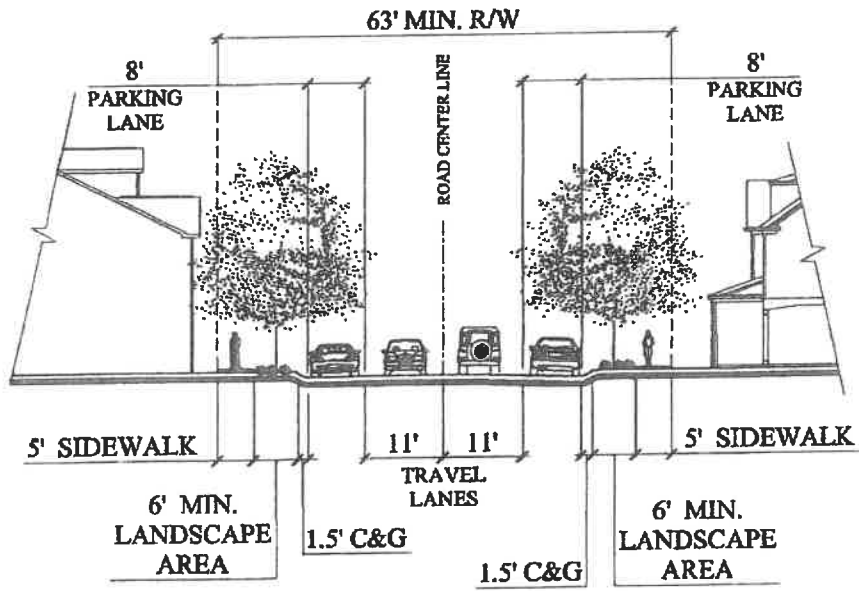 63' MIN. R/W
8'
PARKING
LANE
ROAD CENTER LINE
8'
PARKING
LANE
5' SIDEWALK
11'
11'
5' SIDEWALK
TRAVEL
LANES
6' MIN.
LANDSCAPE
AREA
1.5' C&G
1.5' C&G
6' MIN.
LANDSCAPE
AREA